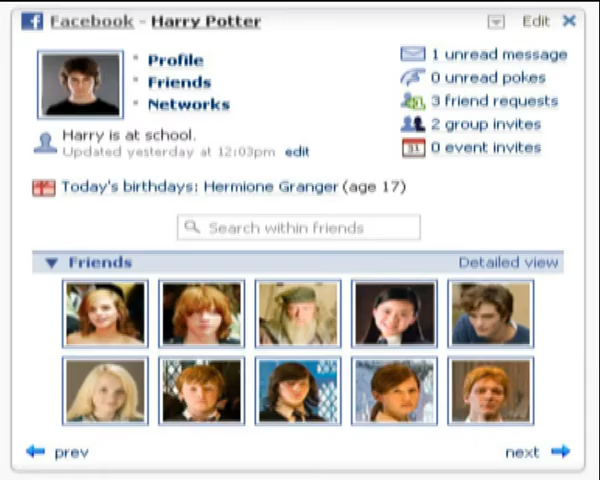 Facebook - Harry Potter Edit
Profile
Friends
Networks
1 unread message
0 unread pokes
3 friend requests
2 group invites
31 0 event invites
Harry is at school.
Updated yesterday at 12:03pm edit
Today's birthdays: Hermione Granger (age 17)
Search within friends
Friends Detailed view
prev next